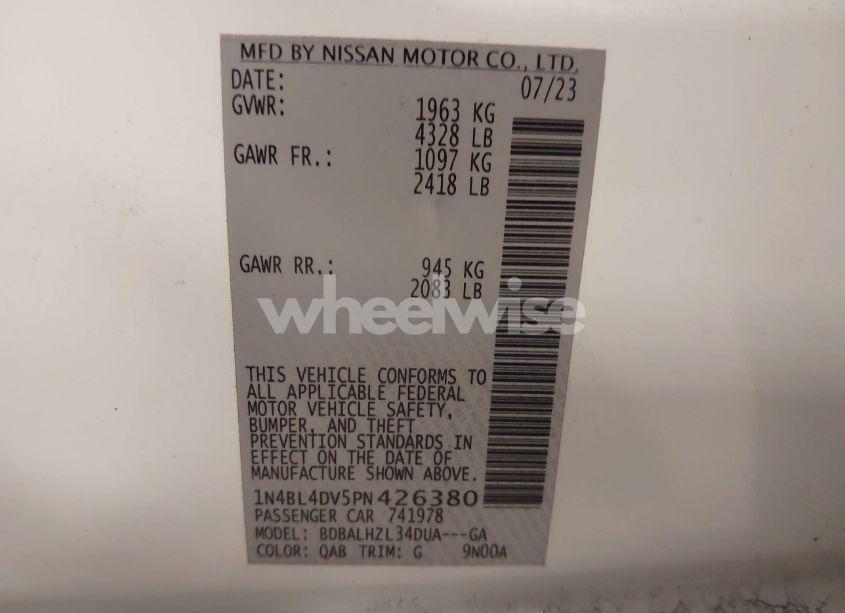 MFD BY NISSAN MOTOR CO., LTD.
DATE: 07/23
GVWR: 1963 KG
4328 LB
GAWR FR.: 1097 KG
2418 LB
GAWR RR.: 945 KG
2083 LB
wheelwise
THIS VEHICLE CONFORMS TO
ALL APPLICABLE FEDERAL
MOTOR VEHICLE SAFETY,
BUMPER, AND THEFT
PREVENTION STANDARDS IN
EFFECT ON THE DATE OF
MANUFACTURE SHOWN ABOVE.
1N4BL4DV5PN426380
PASSENGER CAR 741978
MODEL: BDBALHZL34DUA---GA
COLOR: QAB TRIM: G 9N00A